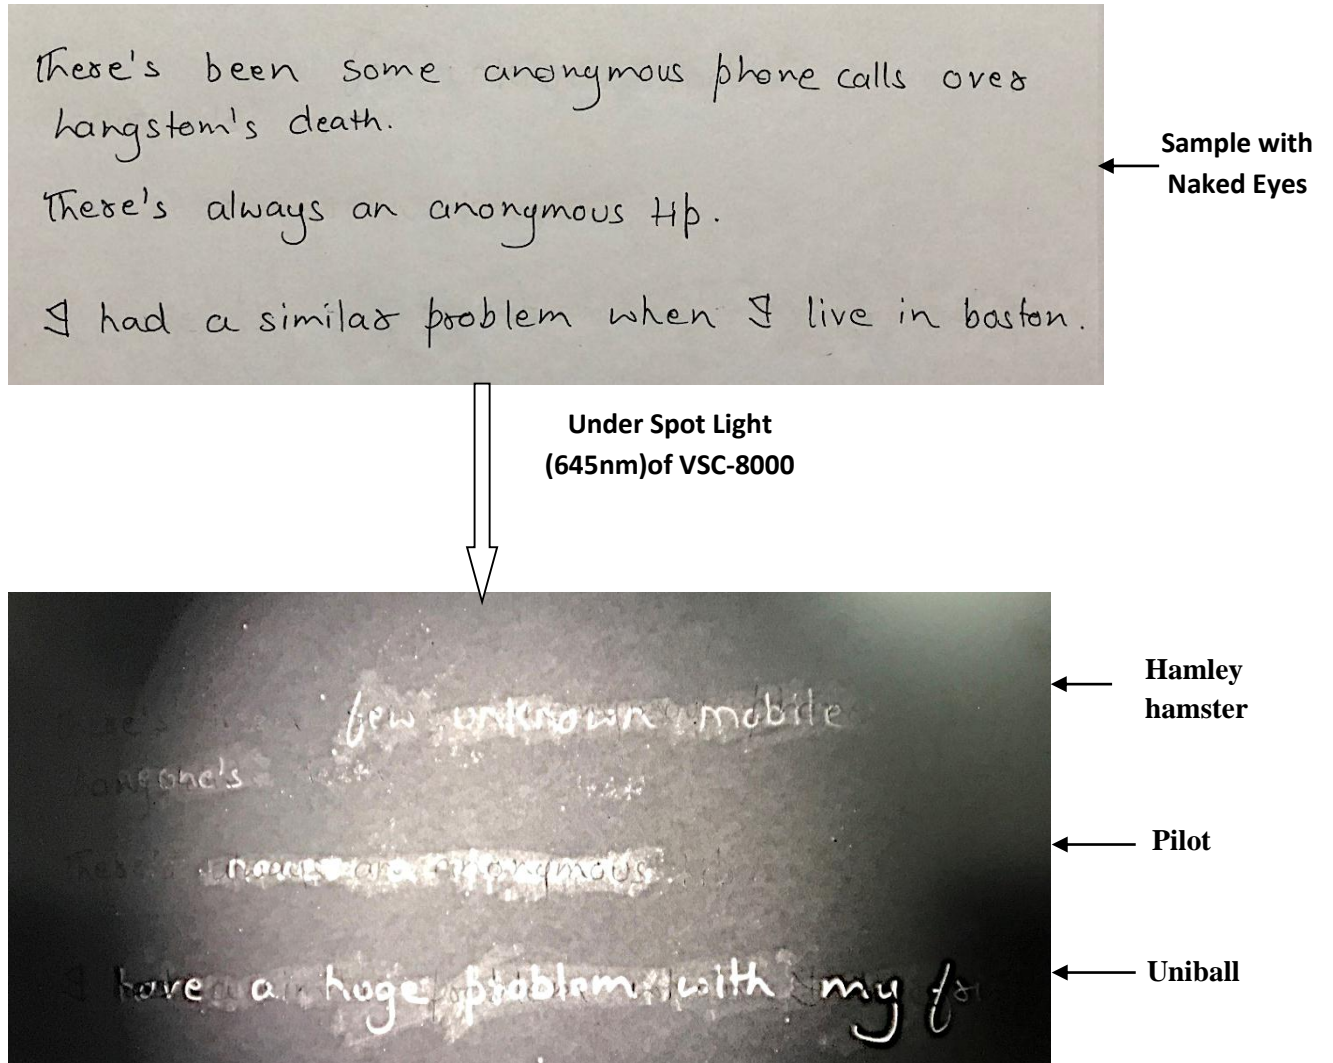 There's been some anonymous phone calls over
hangstom's death.
There's always an anonymous tip.
I had a similar problem when I live in boston.
Sample with
Naked Eyes
Under Spot Light
(645nm)of VSC-8000
few unknown mobile
one's
anonymous
I have a huge problem with my
Hamley
hamster
Pilot
Uniball